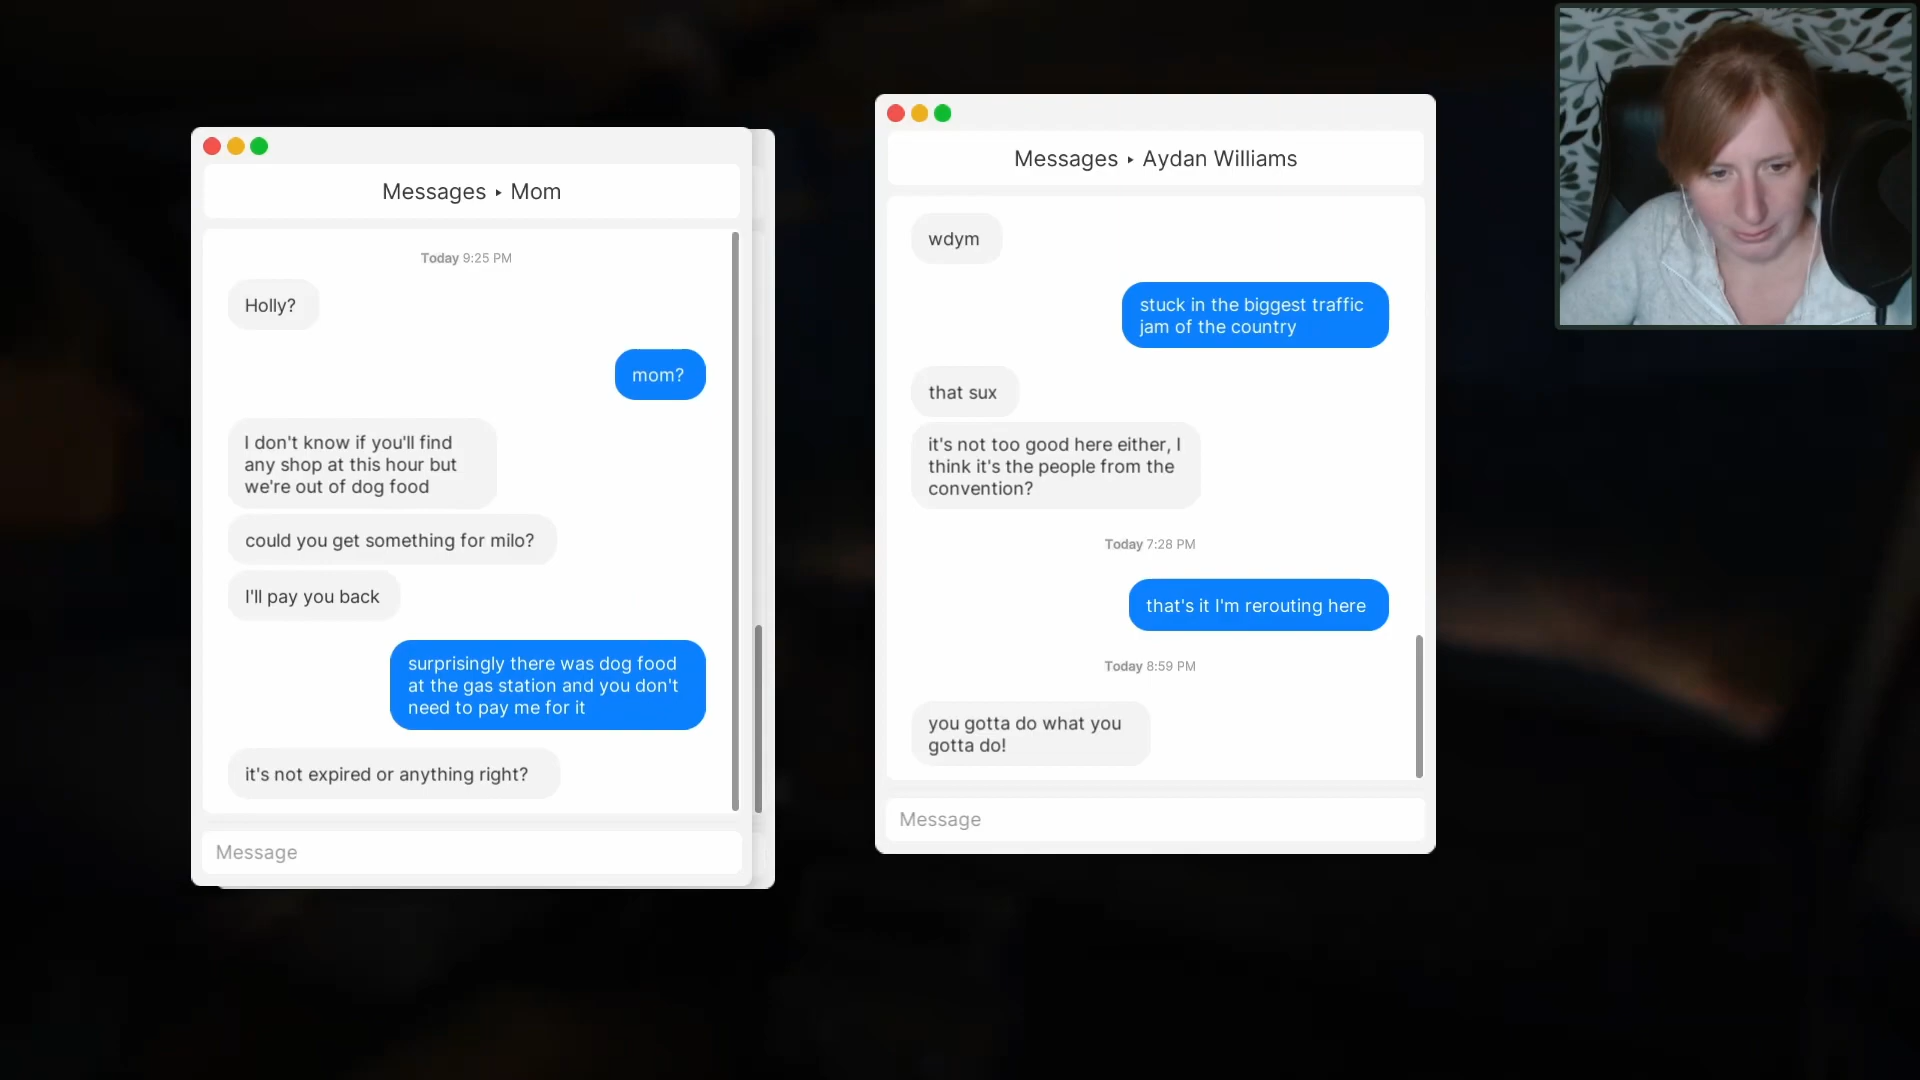 Messages ▸ Mom
Today 9:25 PM
Holly?
mom?
I don't know if you'll find
any shop at this hour but
we're out of dog food
could you get something for milo?
I'll pay you back
surprisingly there was dog food
at the gas station and you don't
need to pay me for it
it's not expired or anything right?
Message
Messages ▸ Aydan Williams
wdym
stuck in the biggest traffic
jam of the country
that sux
it's not too good here either, I
think it's the people from the
convention?
Today 7:28 PM
that's it I'm rerouting here
Today 8:59 PM
you gotta do what you
gotta do!
Message